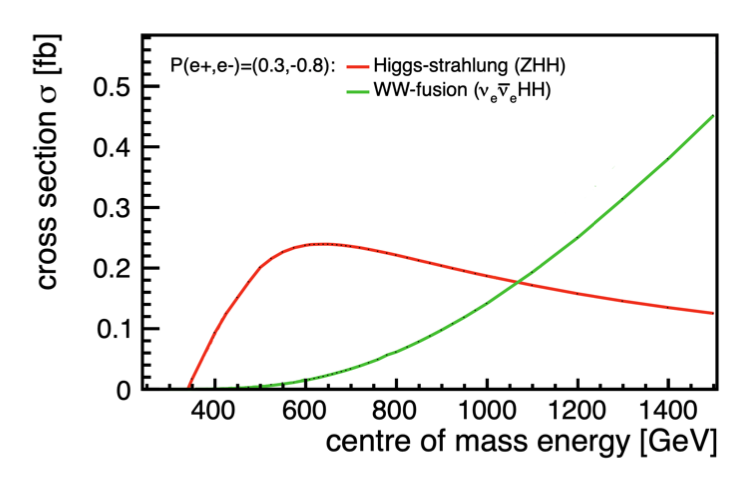 P(e+,e-)=(0.3,-0.8):
Higgs-strahlung (ZHH)
WW-fusion (νₑν̅ₑHH)
cross section σ [fb]
0.5
0.4
0.3
0.2
0.1
0
400 600 800 1000 1200 1400
centre of mass energy [GeV]